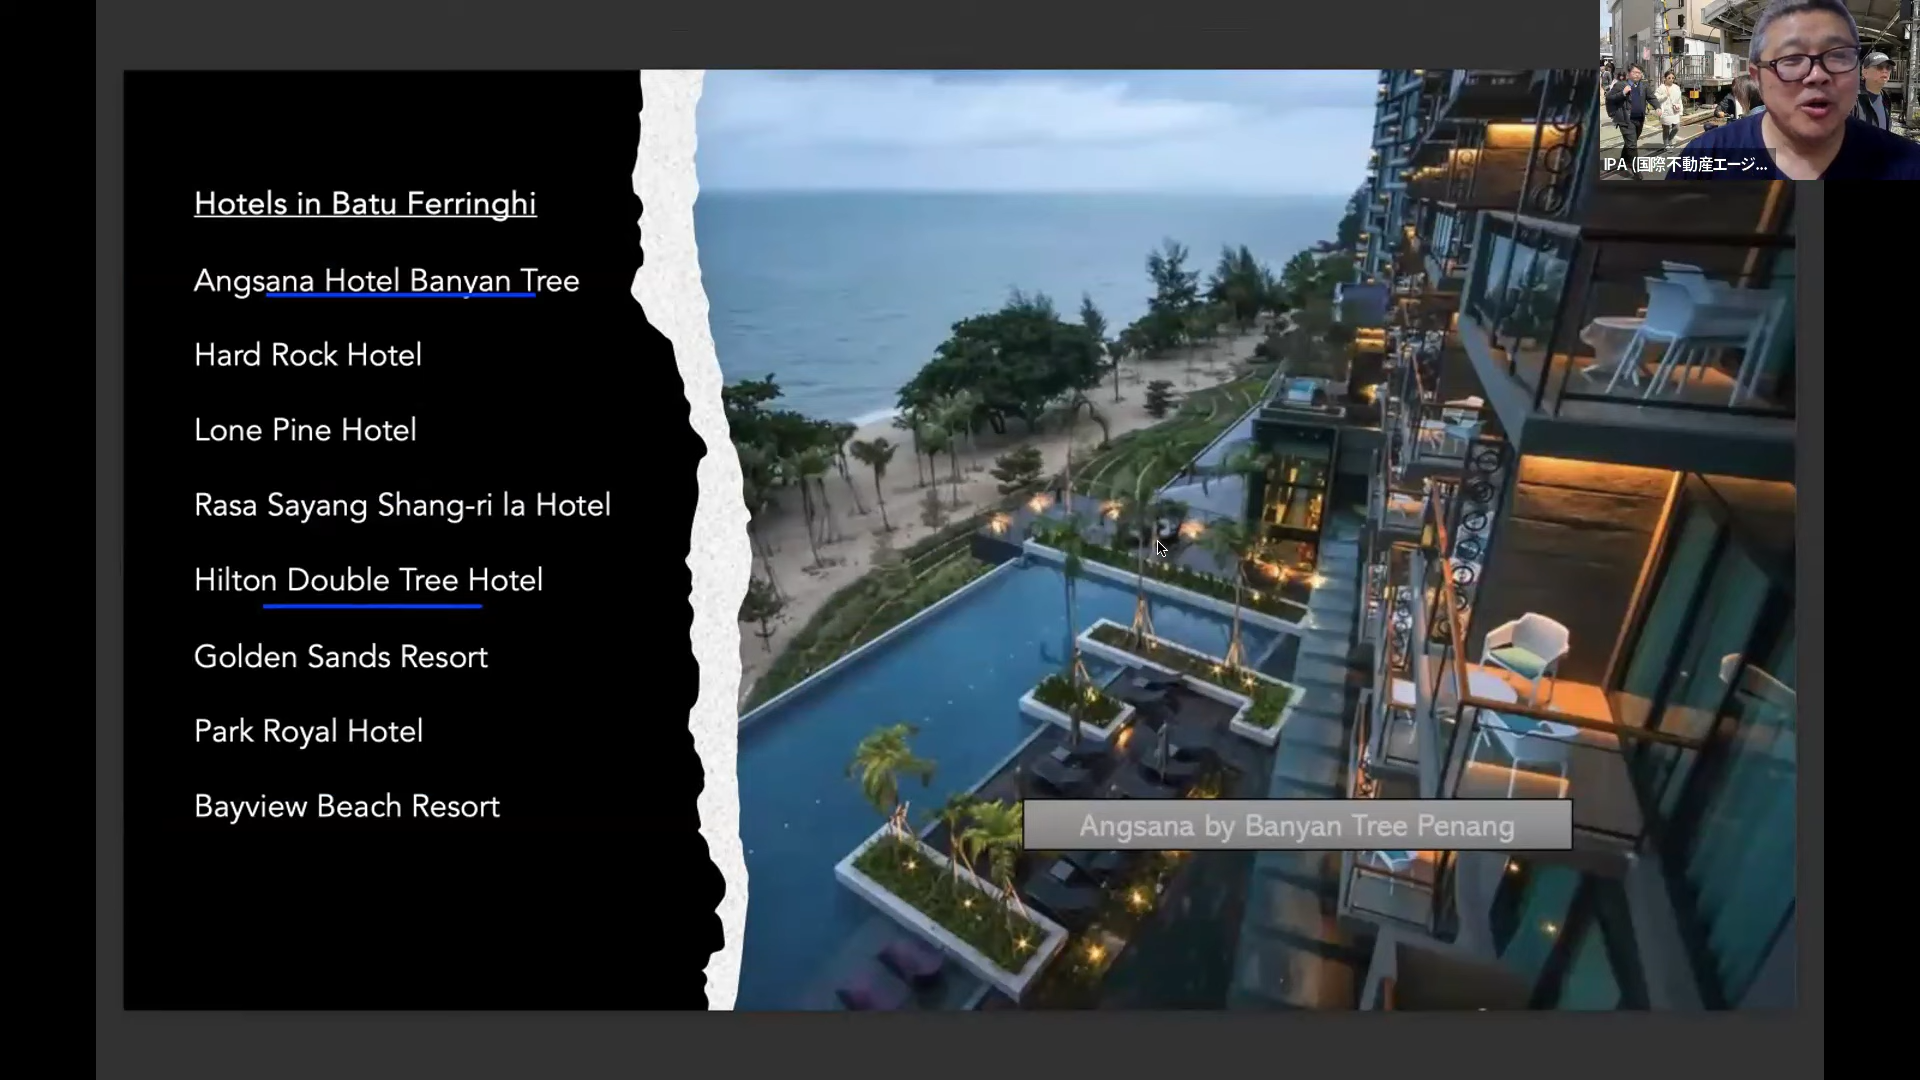 IPA (国際不動産エージ...
Hotels in Batu Ferringhi
Angsana Hotel Banyan Tree
Hard Rock Hotel
Lone Pine Hotel
Rasa Sayang Shang-ri la Hotel
Hilton Double Tree Hotel
Golden Sands Resort
Park Royal Hotel
Bayview Beach Resort
Angsana by Banyan Tree Penang